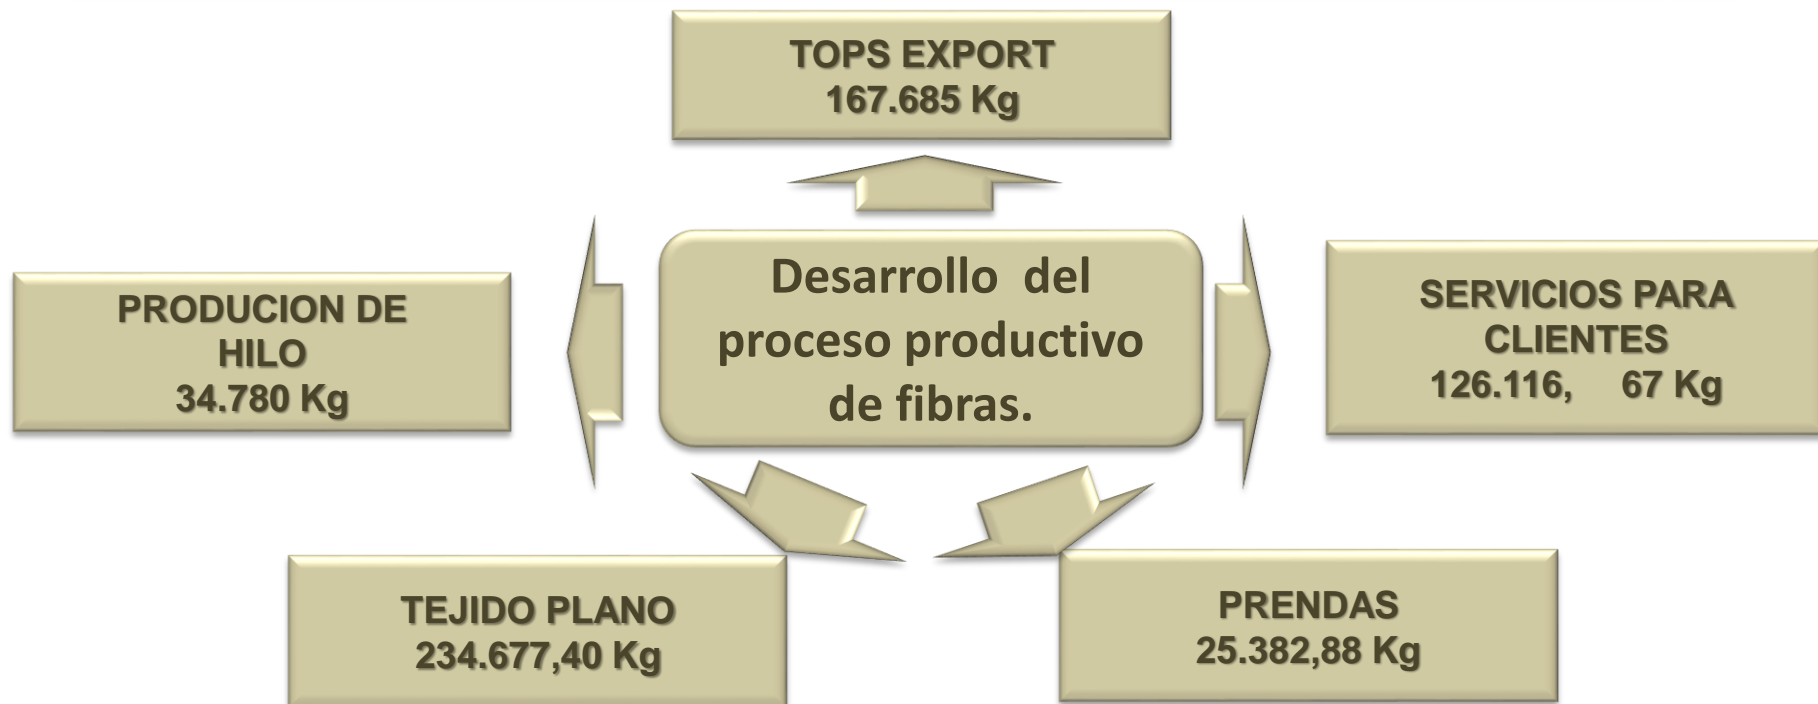 TOPS EXPORT
167.685 Kg
Desarrollo del
proceso productivo
de fibras.
PRODUCION DE
HILO
34.780 Kg
SERVICIOS PARA
CLIENTES
126.116, 67 Kg
TEJIDO PLANO
234.677,40 Kg
PRENDAS
25.382,88 Kg